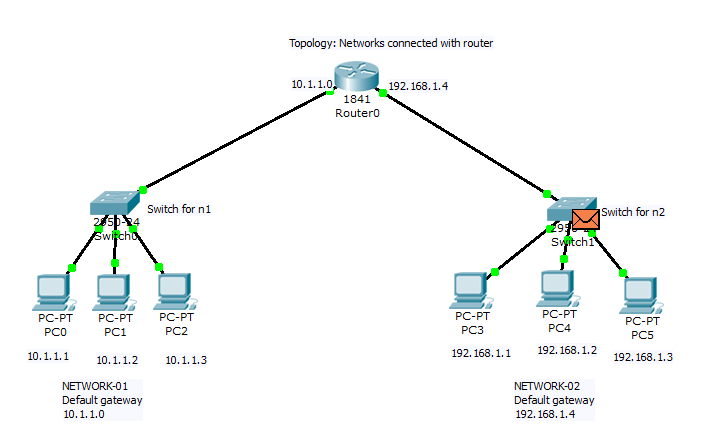 Topology: Networks connected with router
10.1.1.0
192.168.1.4
1841
Router0
Switch for n1
2950-24
Switch0
Switch for n2
Switch1
PC-PT
PC0
PC-PT
PC1
PC-PT
PC2
PC-PT
PC3
PC-PT
PC4
PC-PT
PC5
10.1.1.1
10.1.1.2
10.1.1.3
192.168.1.1
192.168.1.2
192.168.1.3
NETWORK-01
Default gateway
10.1.1.0
NETWORK-02
Default gateway
192.168.1.4